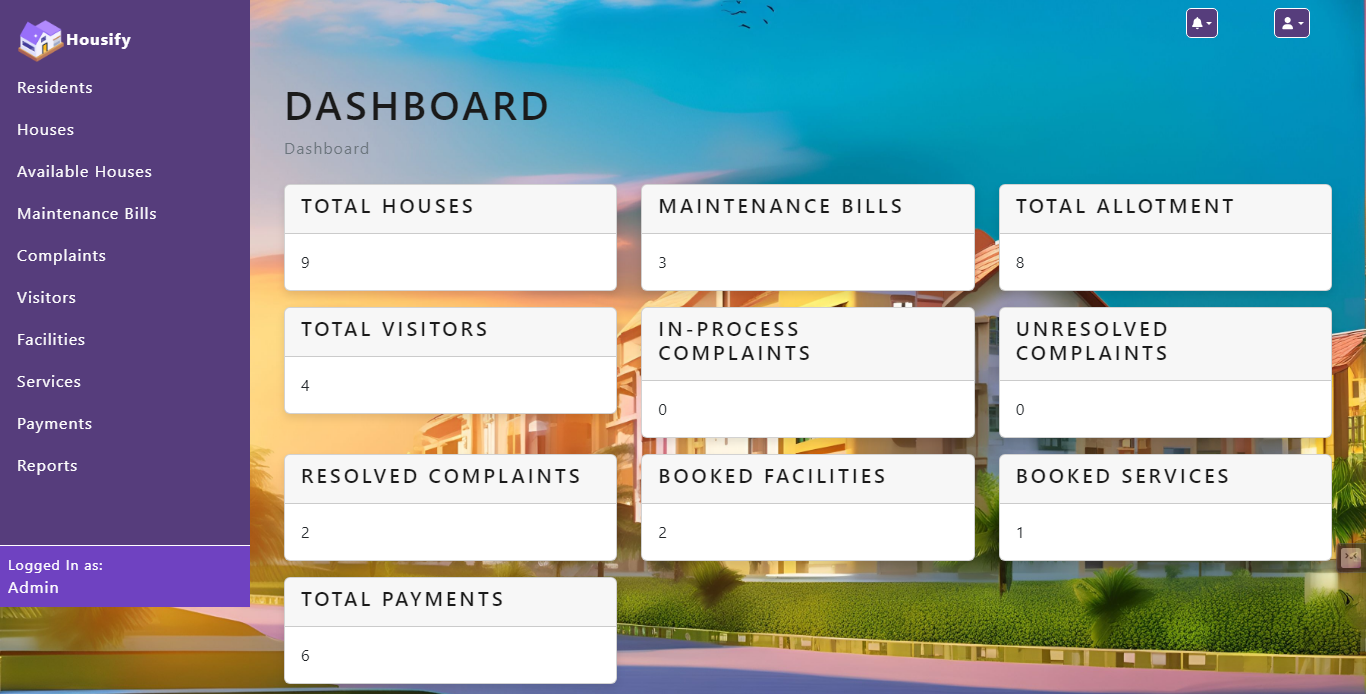 Housify
Residents
Houses
Available Houses
Maintenance Bills
Complaints
Visitors
Facilities
Services
Payments
Reports
Logged In as:
Admin
DASHBOARD
Dashboard
TOTAL HOUSES
9
MAINTENANCE BILLS
3
TOTAL ALLOTMENT
8
TOTAL VISITORS
4
IN-PROCESS
COMPLAINTS
0
UNRESOLVED
COMPLAINTS
0
RESOLVED COMPLAINTS
2
BOOKED FACILITIES
2
BOOKED SERVICES
1
TOTAL PAYMENTS
6